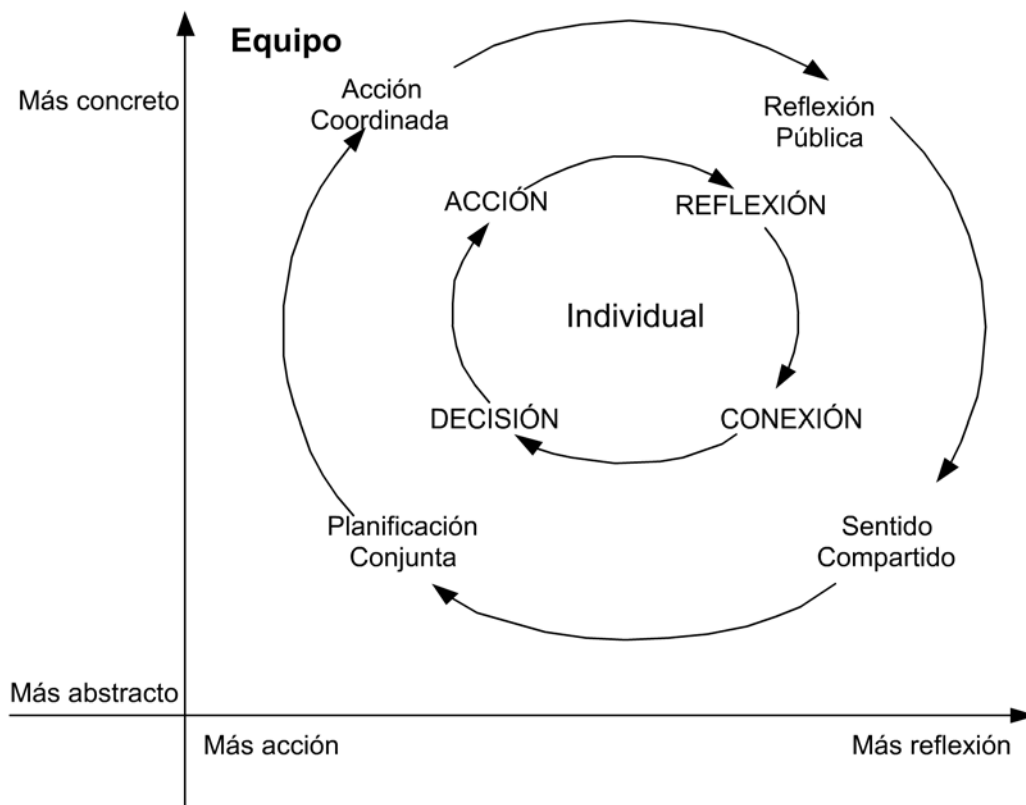 Equipo
Más concreto
Acción
Coordinada
Reflexión
Pública
ACCIÓN
REFLEXIÓN
Individual
DECISIÓN
CONEXIÓN
Planificación
Conjunta
Sentido
Compartido
Más abstracto
Más acción
Más reflexión